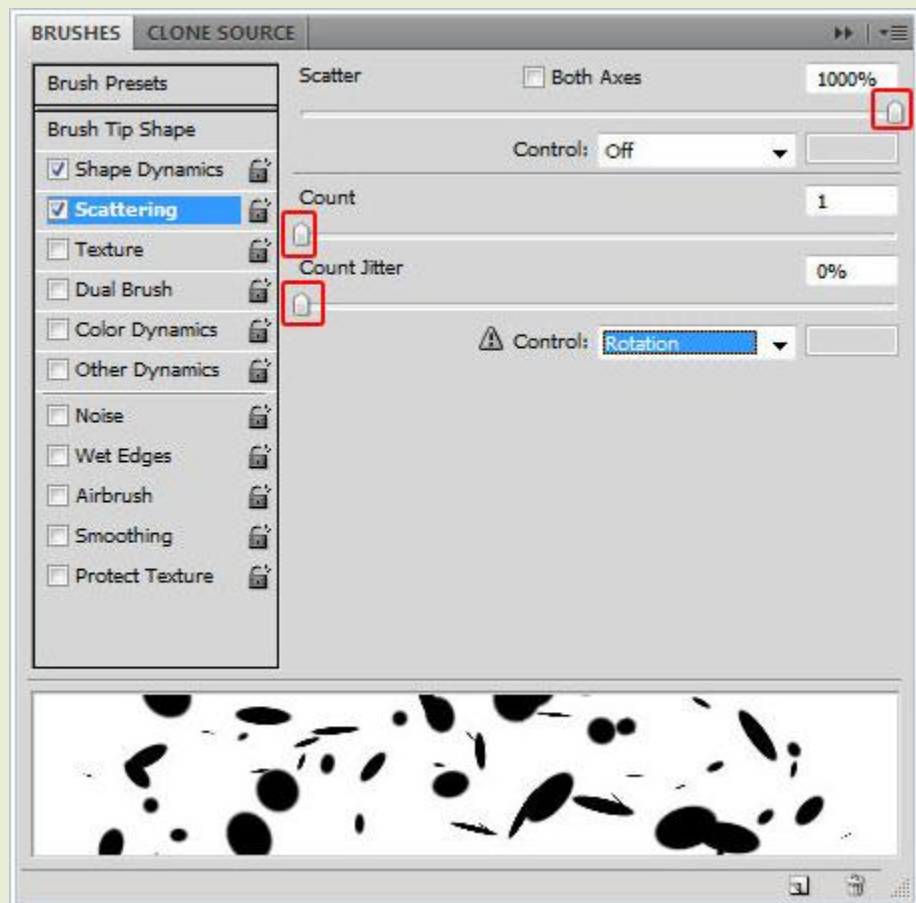 BRUSHES CLONE SOURCE
Brush Presets
Brush Tip Shape
Shape Dynamics
Scattering
Texture
Dual Brush
Color Dynamics
Other Dynamics
Noise
Wet Edges
Airbrush
Smoothing
Protect Texture
Scatter Both Axes 1000%
Control: Off
Count 1
Count Jitter 0%
Control: Rotation